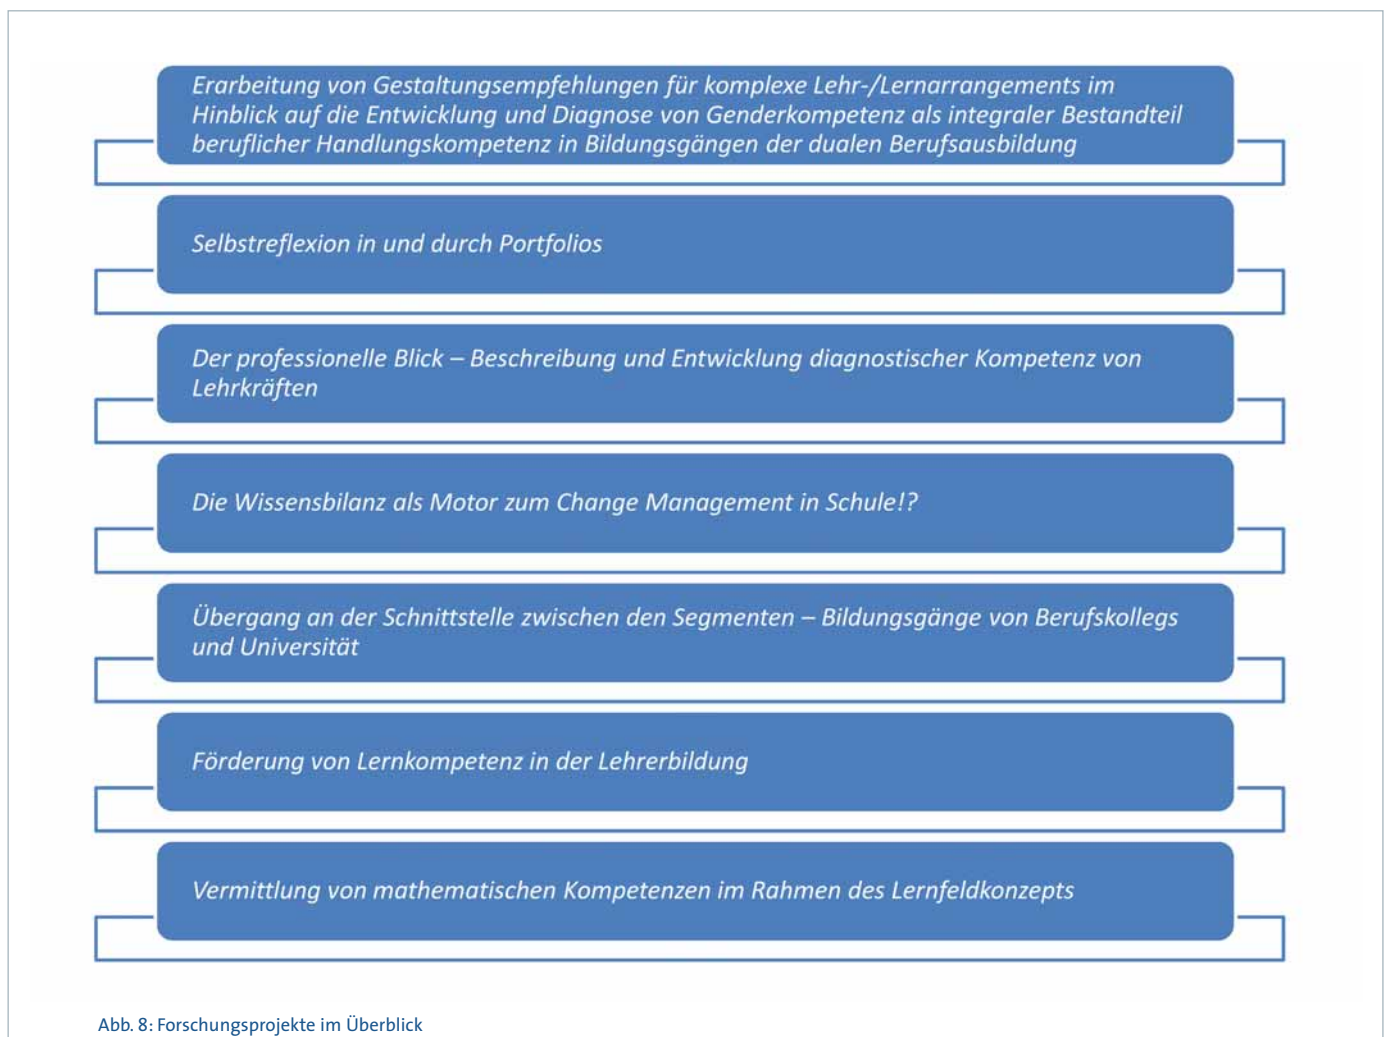 Erarbeitung von Gestaltungsempfehlungen für komplexe Lehr-/Lernarrangements im
Hinblick auf die Entwicklung und Diagnose von Genderkompetenz als integraler Bestandteil
beruflicher Handlungskompetenz in Bildungsgängen der dualen Berufsausbildung
Selbstreflexion in und durch Portfolios
Der professionelle Blick – Beschreibung und Entwicklung diagnostischer Kompetenz von
Lehrkräften
Die Wissensbilanz als Motor zum Change Management in Schule!?
Übergang an der Schnittstelle zwischen den Segmenten – Bildungsgänge von Berufskollegs
und Universität
Förderung von Lernkompetenz in der Lehrerbildung
Vermittlung von mathematischen Kompetenzen im Rahmen des Lernfeldkonzepts
Abb. 8: Forschungsprojekte im Überblick